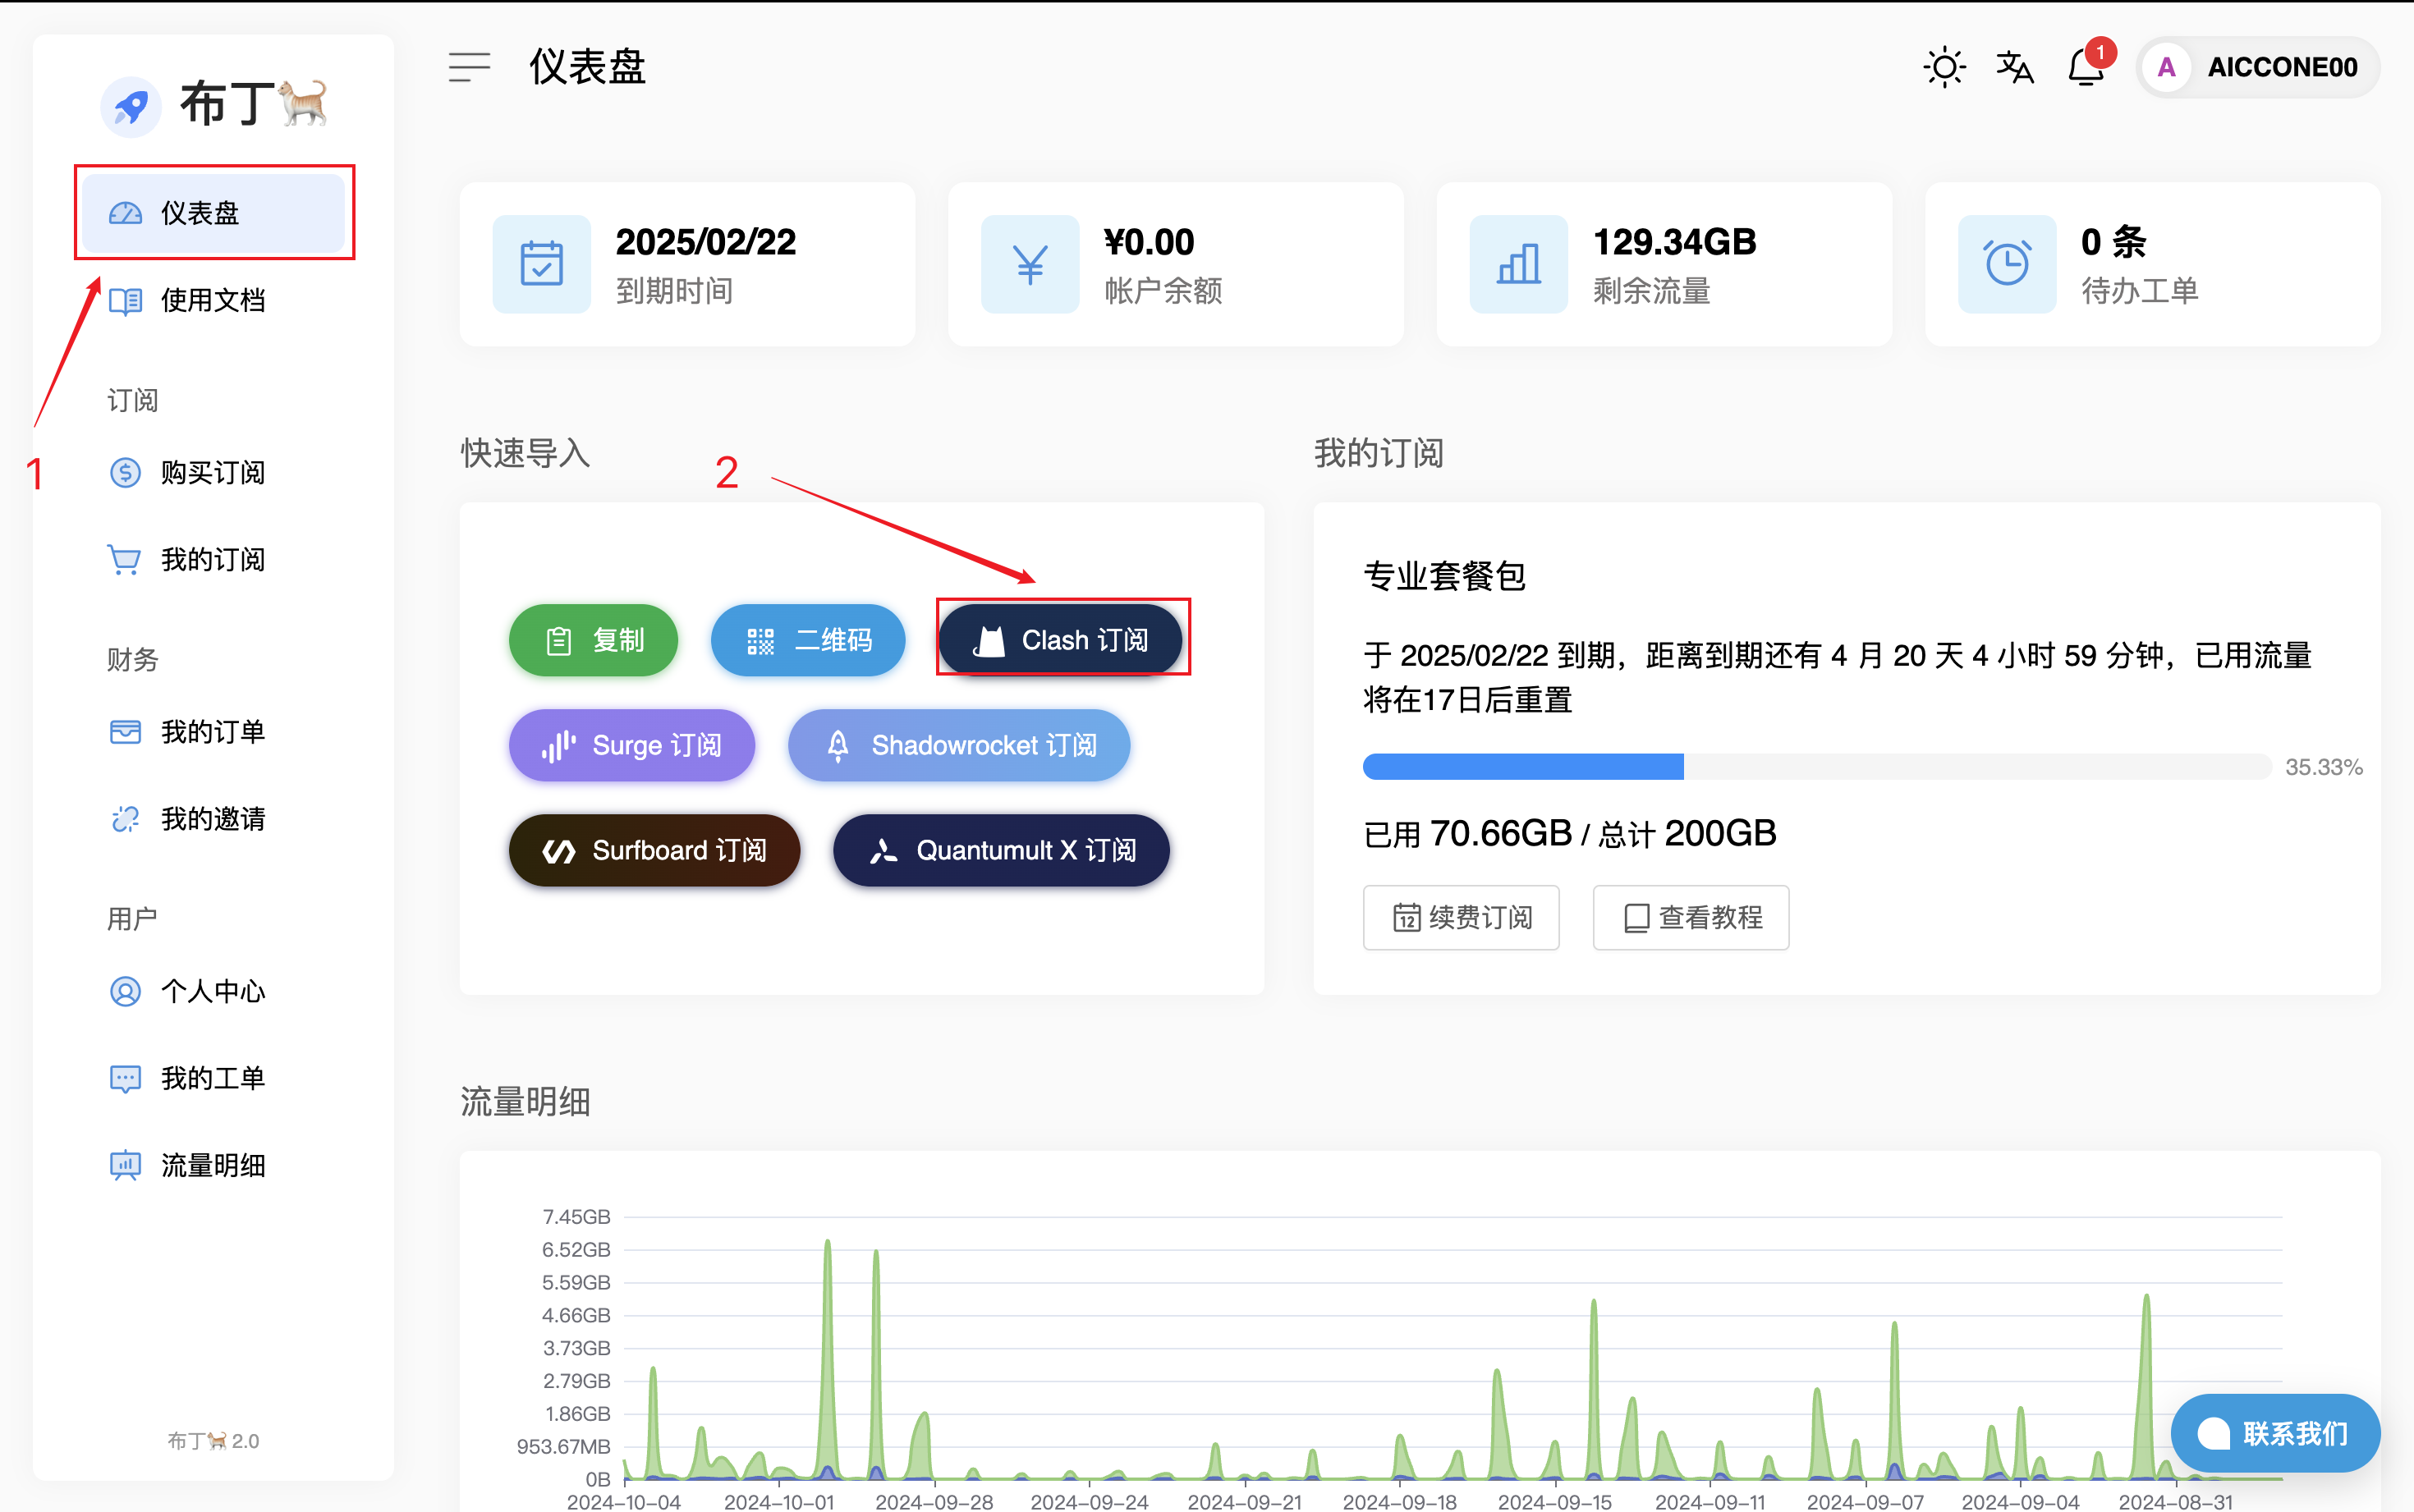 布丁🐈
仪表盘
使用文档
订阅
购买订阅
我的订阅
财务
我的订单
我的邀请
用户
个人中心
我的工单
流量明细
布丁🐈 2.0
1
仪表盘
1
A
AICCONE00
2025/02/22
到期时间
¥0.00
帐户余额
129.34GB
剩余流量
0 条
待办工单
快速导入
2
复制
二维码
Clash 订阅
Surge 订阅
Shadowrocket 订阅
Surfboard 订阅
Quantumult X 订阅
我的订阅
专业套餐包
于 2025/02/22 到期，距离到期还有 4 月 20 天 4 小时 59 分钟，已用流量
将在17日后重置
35.33%
已用 70.66GB / 总计 200GB
12 续费订阅
查看教程
流量明细
7.45GB
6.52GB
5.59GB
4.66GB
3.73GB
2.79GB
1.86GB
953.67MB
0B
2024-10-04
2024-10-01
2024-09-28
2024-09-24
2024-09-21
2024-09-18
2024-09-15
2024-09-11
2024-09-07
2024-09-04
2024-08-31
联系我们